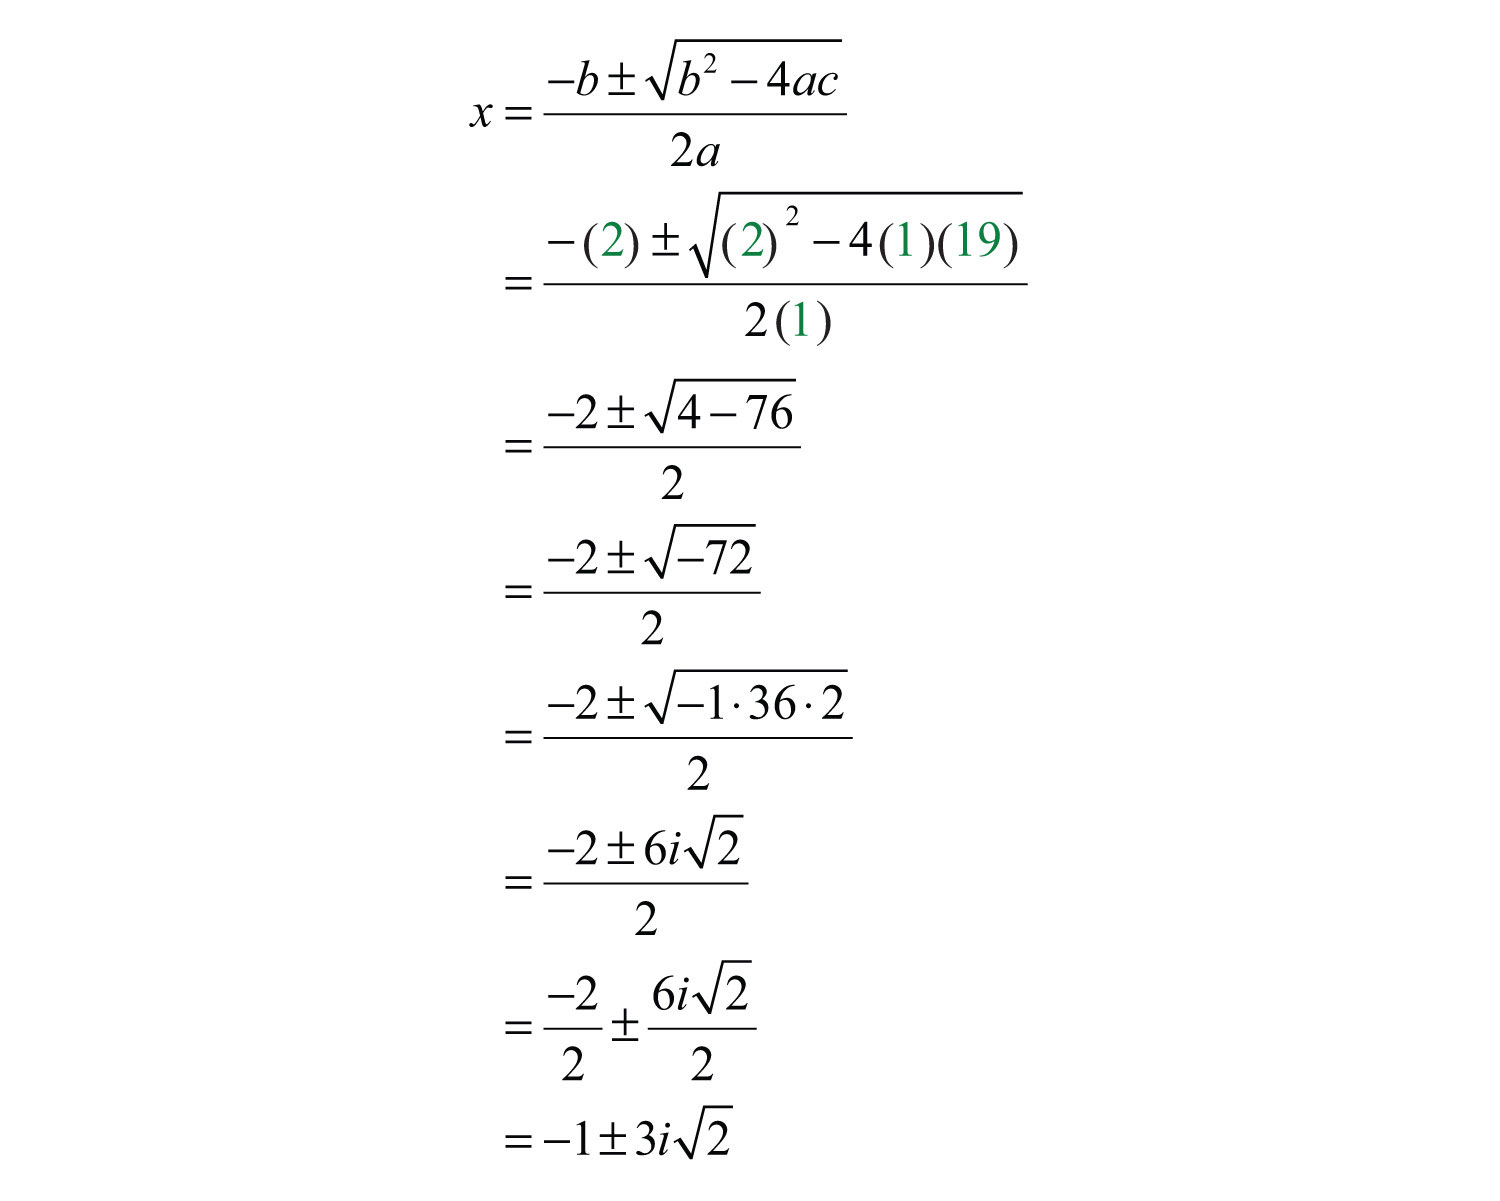 x = \frac{-b \pm \sqrt{b^2 - 4ac}}{2a}
= \frac{-(2) \pm \sqrt{(2)^2 - 4(1)(19)}}{2(1)}
= \frac{-2 \pm \sqrt{4 - 76}}{2}
= \frac{-2 \pm \sqrt{-72}}{2}
= \frac{-2 \pm \sqrt{-1 \cdot 36 \cdot 2}}{2}
= \frac{-2 \pm 6i\sqrt{2}}{2}
= \frac{-2}{2} \pm \frac{6i\sqrt{2}}{2}
= -1 \pm 3i\sqrt{2}